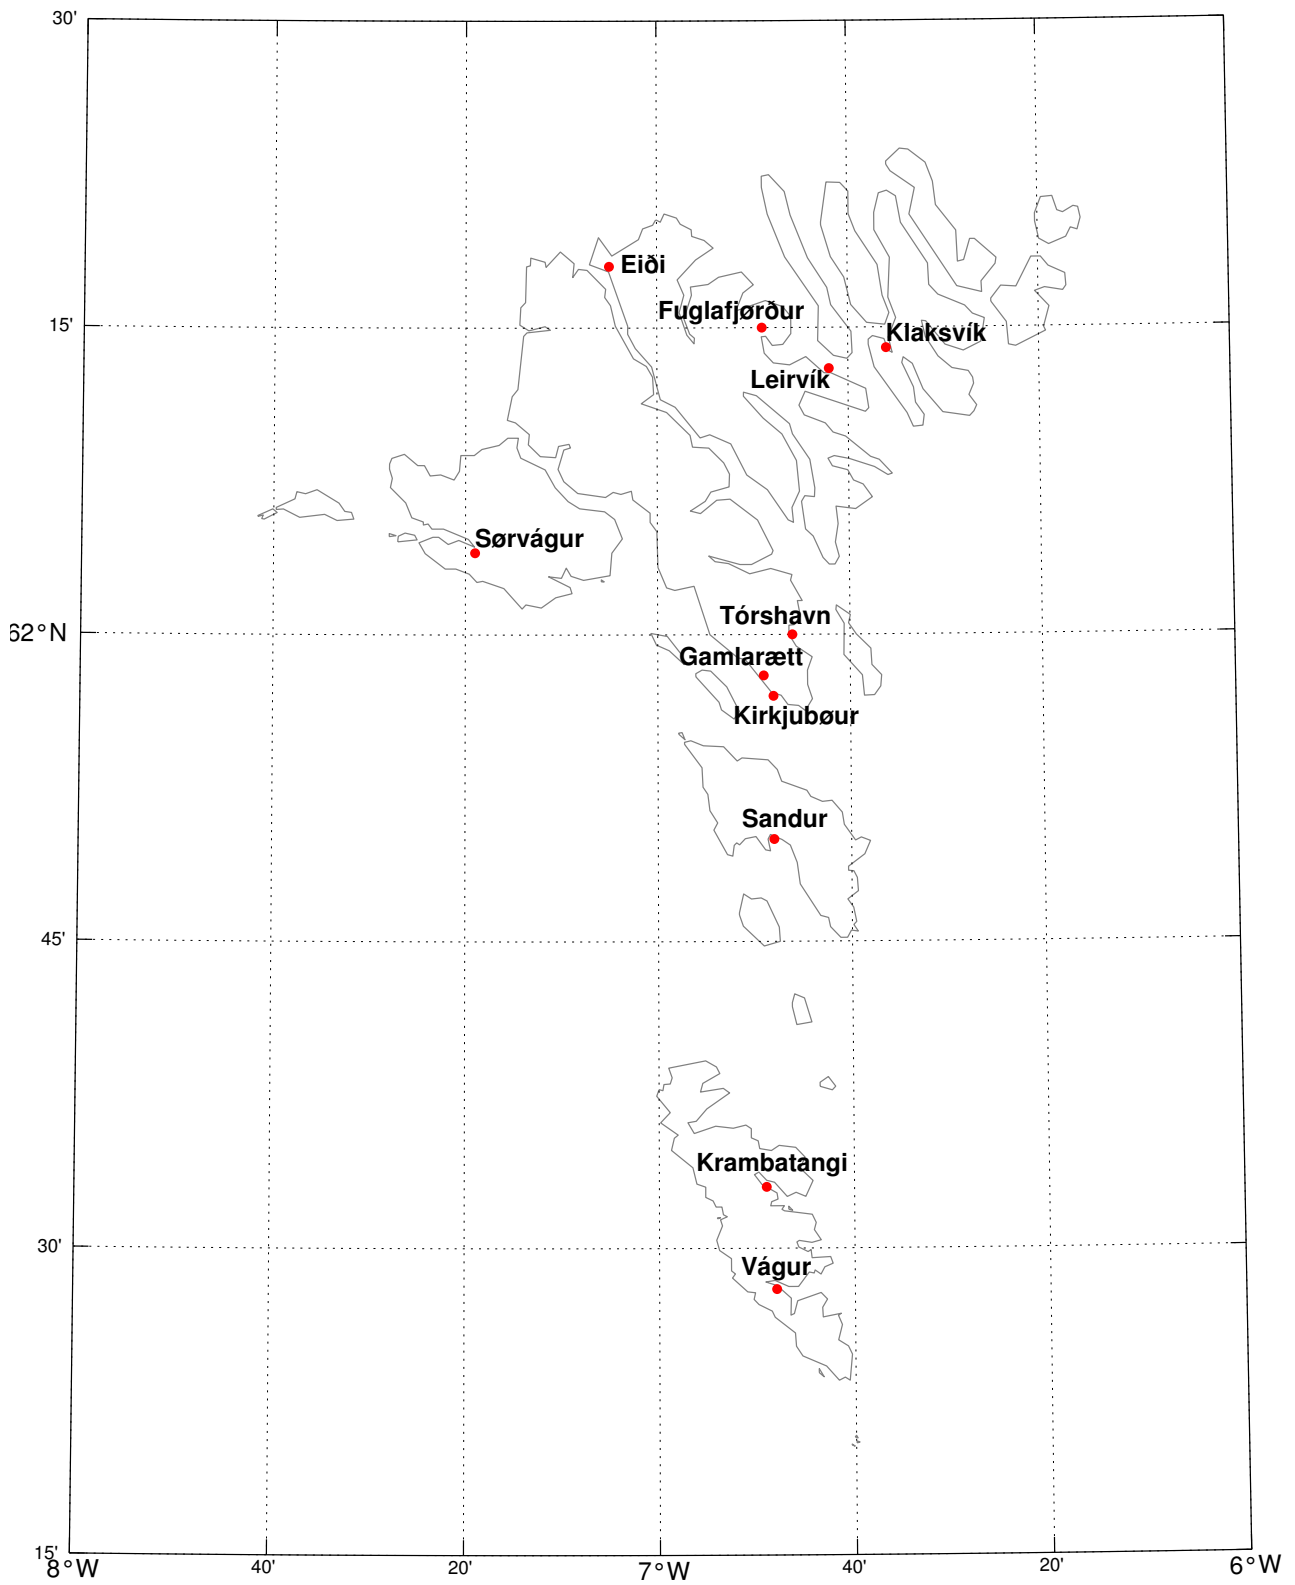 30'
Eiði
Fuglafjørður
15'
Klaksvík
Leirvík
Sørvágur
Tórshavn
62°N
Gamlarætt
Kirkjubøur
Sandur
45'
Krambatangi
30'
Vágur
15'
8°W
40'
20'
7°W
40'
20'
6°W